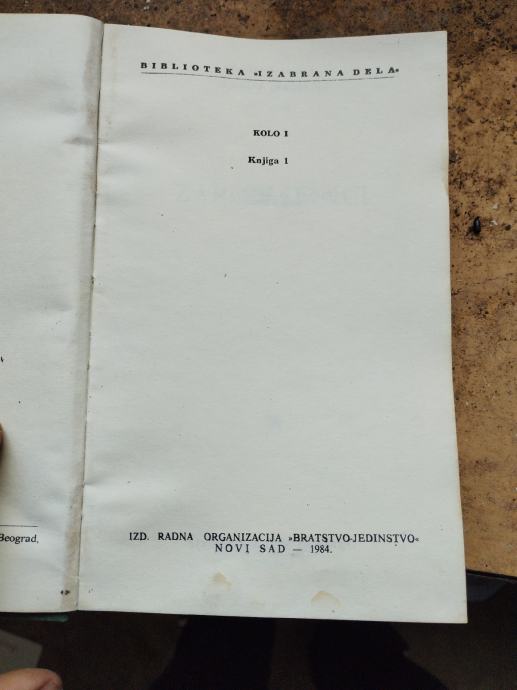 BIBLIOTEKA »IZABRANA DELA«
KOLO I
Knjiga 1
Beograd,
IZD. RADNA ORGANIZACIJA »BRATSTVO-JEDINSTVO«
NOVI SAD — 1984.